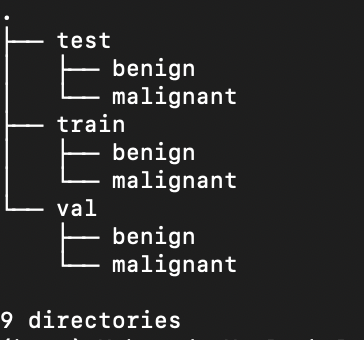 .
├── test
│   ├── benign
│   └── malignant
├── train
│   ├── benign
│   └── malignant
└── val
    ├── benign
    └── malignant

9 directories